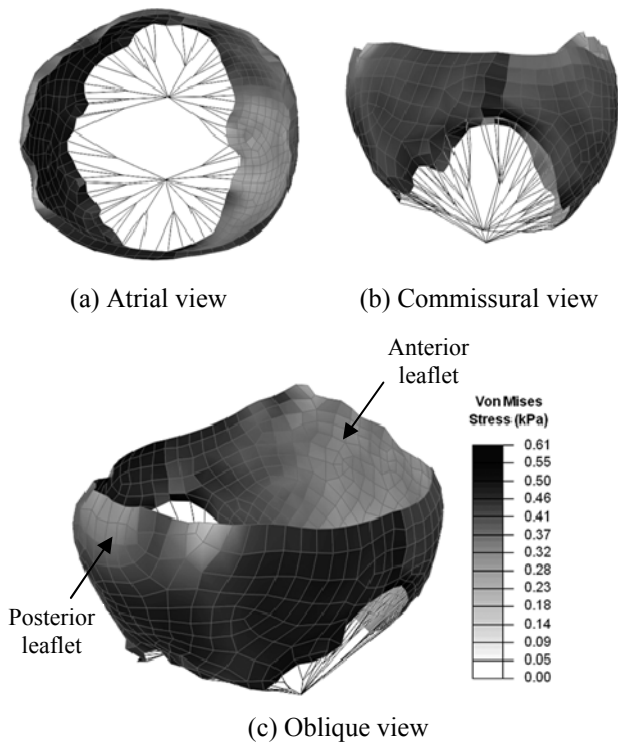 (a) Atrial view
(b) Commissural view
Anterior
leaflet
Von Mises
Stress (kPa)
0.61
0.55
0.50
0.46
0.41
0.37
0.32
0.28
0.23
0.18
0.14
0.09
0.05
0.00
Posterior
leaflet
(c) Oblique view